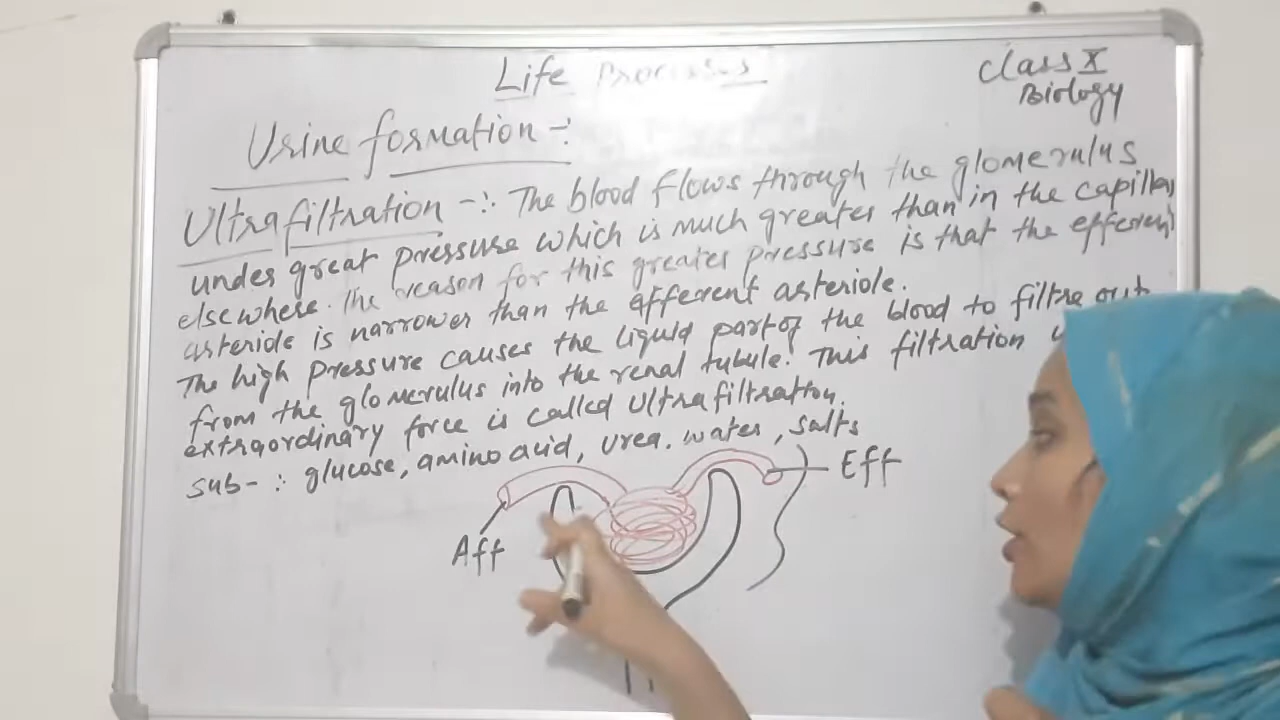 Life Processes
Class X
Biology
Urine formation -:
Ultrafiltration -:. The blood flows through the glomerulus
under great pressure which is much greater than in the capillary
elsewhere. The reason for this greater pressure is that the efferent
arteriole is narrower than the afferent arteriole.
The high pressure causes the liquid part of the blood to filtre out
from the glomerulus into the renal tubule. This filtration
extraordinary force is called Ultrafiltration.
Sub- : glucose, amino acid, urea. water, salts
Eff
Aff